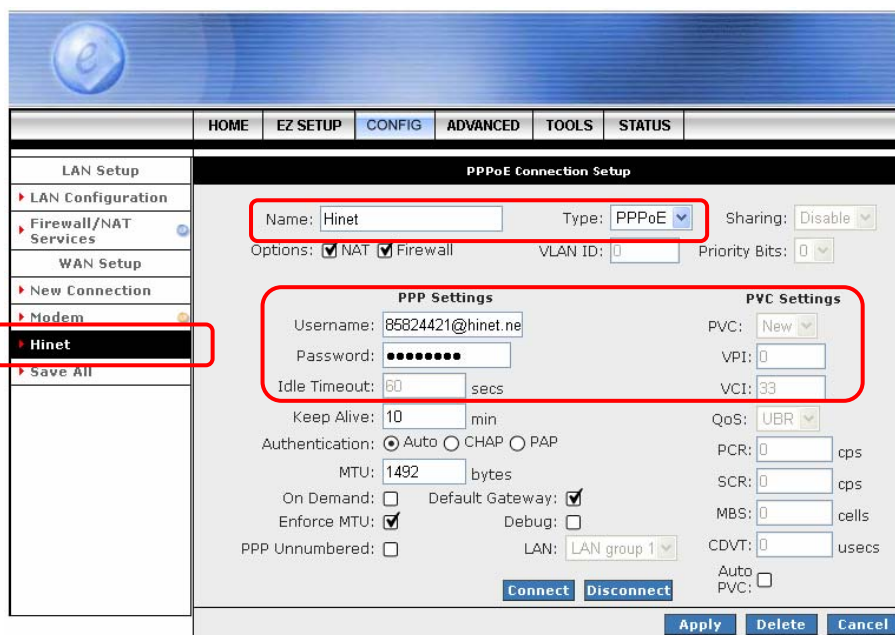 HOME EZ SETUP CONFIG ADVANCED TOOLS STATUS
LAN Setup
LAN Configuration
Firewall/NAT
Services
WAN Setup
New Connection
Modem
Hinet
Save All
PPPoE Connection Setup
Name: Hinet Type: PPPoE Sharing: Disable
Options: NAT Firewall VLAN ID: 0 Priority Bits: 0
PPP Settings PVC Settings
Username: 85824421@hinet.ne PVC: New
Password: ●●●●●●●● VPI: 0
Idle Timeout: 60 secs VCI: 33
Keep Alive: 10 min QoS: UBR
Authentication: Auto CHAP PAP PCR: 0 cps
MTU: 1492 bytes SCR: 0 cps
On Demand: Default Gateway: MBS: 0 cells
Enforce MTU: Debug:
PPP Unnumbered: LAN: LAN group 1 CDVT: 0 usecs
Auto
PVC:
Connect Disconnect
Apply Delete Cancel